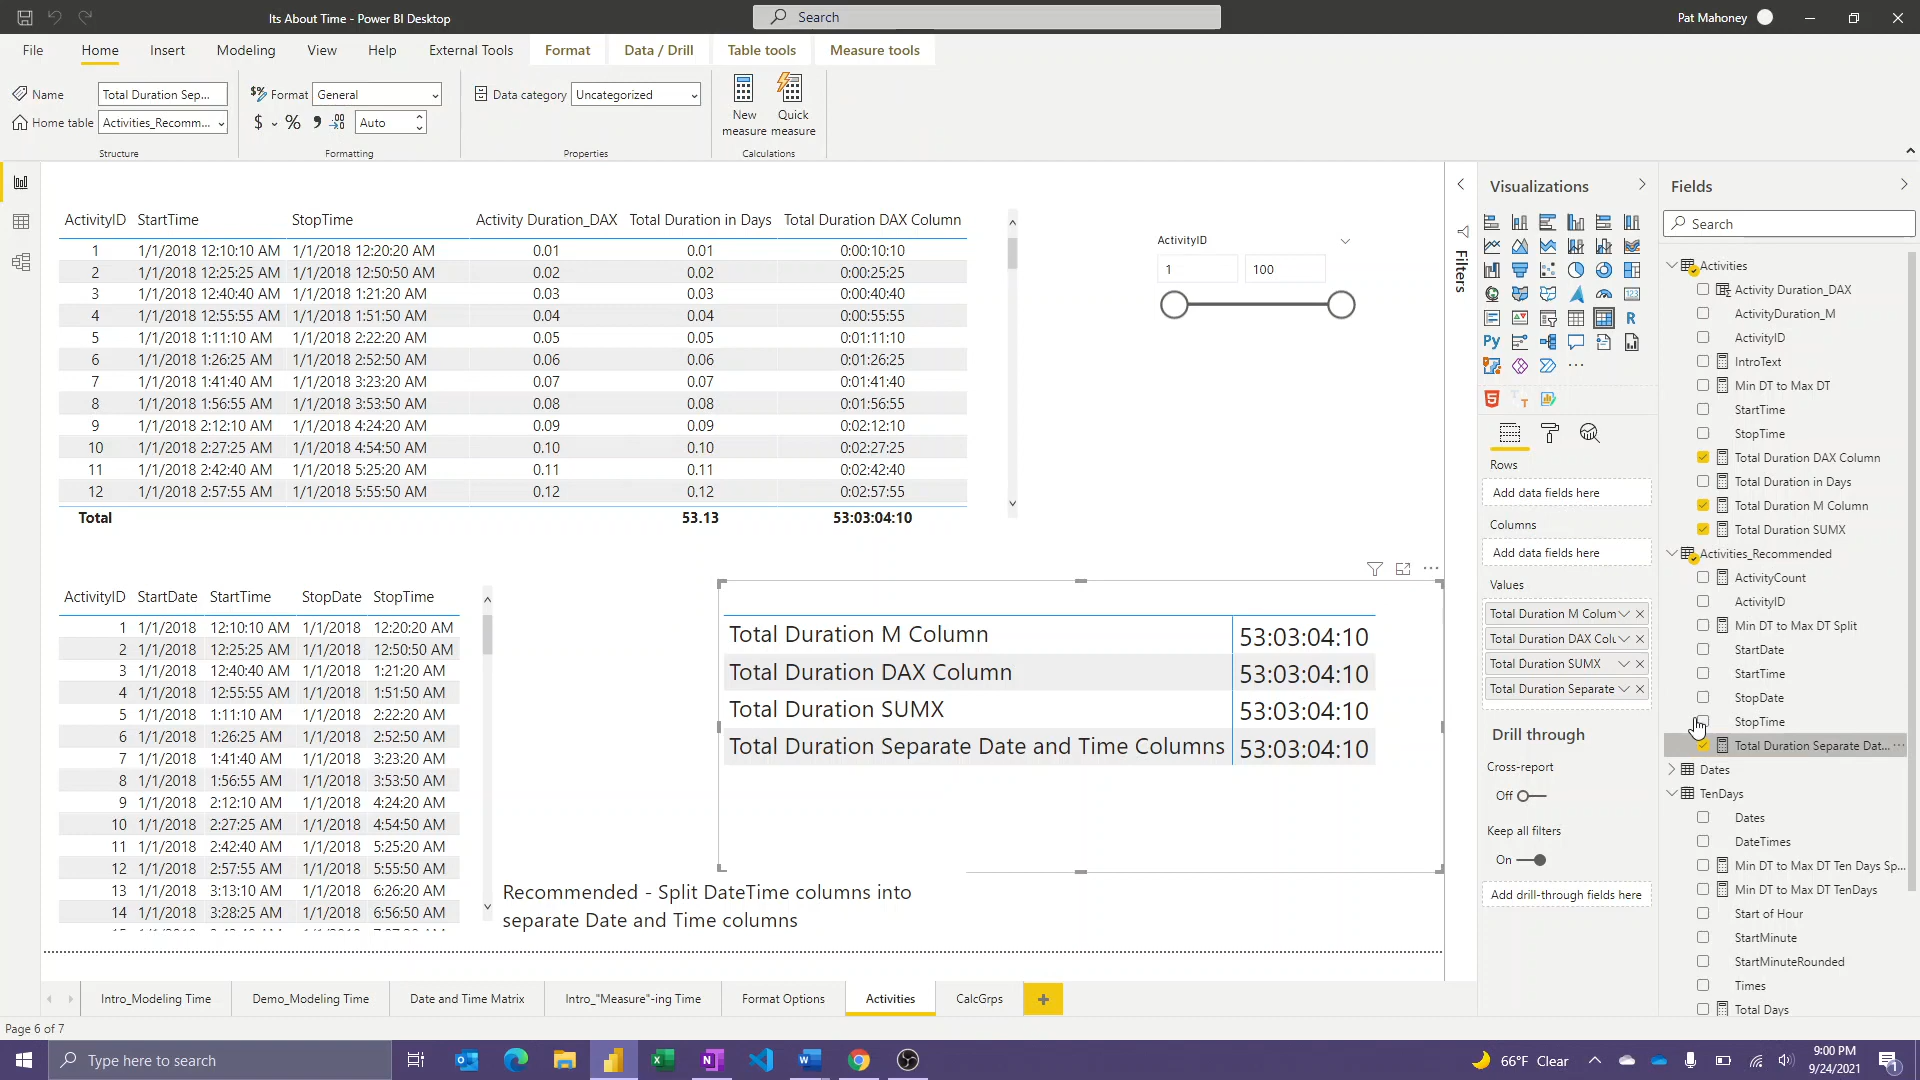 Its About Time - Power BI Desktop
Search
Pat Mahoney
File Home Insert Modeling View Help External Tools Format Data / Drill Table tools Measure tools
Name Total Duration Sep...
Format General
Data category Uncategorized
New measure
Quick measure
Home table Activities_Recomm...
$ % Auto
Structure
Formatting
Properties
Calculations
ActivityID StartTime StopTime Activity Duration_DAX Total Duration in Days Total Duration DAX Column
1 1/1/2018 12:10:10 AM 1/1/2018 12:20:20 AM 0.01 0.01 0:00:10:10
2 1/1/2018 12:25:25 AM 1/1/2018 12:50:50 AM 0.02 0.02 0:00:25:25
3 1/1/2018 12:40:40 AM 1/1/2018 1:21:20 AM 0.03 0.03 0:00:40:40
4 1/1/2018 12:55:55 AM 1/1/2018 1:51:50 AM 0.04 0.04 0:00:55:55
5 1/1/2018 1:11:10 AM 1/1/2018 2:22:20 AM 0.05 0.05 0:01:11:10
6 1/1/2018 1:26:25 AM 1/1/2018 2:52:50 AM 0.06 0.06 0:01:26:25
7 1/1/2018 1:41:40 AM 1/1/2018 3:23:20 AM 0.07 0.07 0:01:41:40
8 1/1/2018 1:56:55 AM 1/1/2018 3:53:50 AM 0.08 0.08 0:01:56:55
9 1/1/2018 2:12:10 AM 1/1/2018 4:24:20 AM 0.09 0.09 0:02:12:10
10 1/1/2018 2:27:25 AM 1/1/2018 4:54:50 AM 0.10 0.10 0:02:27:25
11 1/1/2018 2:42:40 AM 1/1/2018 5:25:20 AM 0.11 0.11 0:02:42:40
12 1/1/2018 2:57:55 AM 1/1/2018 5:55:50 AM 0.12 0.12 0:02:57:55
Total 53.13 53:03:04:10
ActivityID
1 100
ActivityID StartDate StartTime StopDate StopTime
1 1/1/2018 12:10:10 AM 1/1/2018 12:20:20 AM
2 1/1/2018 12:25:25 AM 1/1/2018 12:50:50 AM
3 1/1/2018 12:40:40 AM 1/1/2018 1:21:20 AM
4 1/1/2018 12:55:55 AM 1/1/2018 1:51:50 AM
5 1/1/2018 1:11:10 AM 1/1/2018 2:22:20 AM
6 1/1/2018 1:26:25 AM 1/1/2018 2:52:50 AM
7 1/1/2018 1:41:40 AM 1/1/2018 3:23:20 AM
8 1/1/2018 1:56:55 AM 1/1/2018 3:53:50 AM
9 1/1/2018 2:12:10 AM 1/1/2018 4:24:20 AM
10 1/1/2018 2:27:25 AM 1/1/2018 4:54:50 AM
11 1/1/2018 2:42:40 AM 1/1/2018 5:25:20 AM
12 1/1/2018 2:57:55 AM 1/1/2018 5:55:50 AM
13 1/1/2018 3:13:10 AM 1/1/2018 6:26:20 AM
14 1/1/2018 3:28:25 AM 1/1/2018 6:56:50 AM
Total Duration M Column 53:03:04:10
Total Duration DAX Column 53:03:04:10
Total Duration SUMX 53:03:04:10
Total Duration Separate Date and Time Columns 53:03:04:10
Recommended - Split DateTime columns into
separate Date and Time columns
Filters
Visualizations
123
R
Py
Rows
Add data fields here
Columns
Add data fields here
Values
Total Duration M Colum
Total Duration DAX Colu
Total Duration SUMX
Total Duration Separate
Drill through
Cross-report
Off
Keep all filters
On
Add drill-through fields here
Fields
Search
Activities
Activity Duration_DAX
ActivityDuration_M
ActivityID
IntroText
Min DT to Max DT
StartTime
StopTime
Total Duration DAX Column
Total Duration in Days
Total Duration M Column
Total Duration SUMX
Activities_Recommended
ActivityCount
ActivityID
Min DT to Max DT Split
StartDate
StartTime
StopDate
StopTime
Total Duration Separate Dat...
Dates
TenDays
Dates
DateTimes
Min DT to Max DT Ten Days Sp...
Min DT to Max DT TenDays
Start of Hour
StartMinute
StartMinuteRounded
Times
Total Days
Intro_Modeling Time Demo_Modeling Time Date and Time Matrix Intro_"Measure"-ing Time Format Options Activities CalcGrps +
Page 6 of 7
Type here to search
66°F Clear
9:00 PM
9/24/2021
1